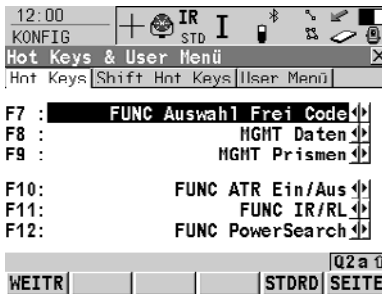 12:00
KONFIG
IR
STD
I
Hot Keys & User Menü
Hot Keys Shift Hot Keys User Menü
F7 : FUNC Auswahl Frei Code
F8 : MGMT Daten
F9 : MGMT Prismen
F10: FUNC ATR Ein/Aus
F11: FUNC IR/RL
F12: FUNC PowerSearch
Q2a
WEITR STDRD SEITE